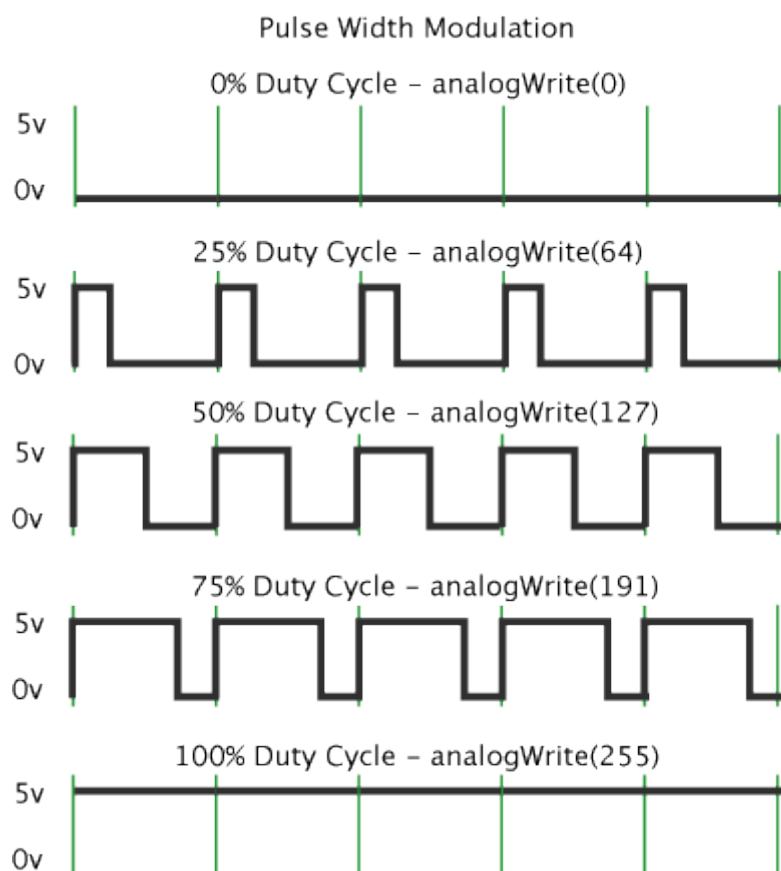 Pulse Width Modulation
0% Duty Cycle – analogWrite(0)
5v
0v
25% Duty Cycle – analogWrite(64)
5v
0v
50% Duty Cycle – analogWrite(127)
5v
0v
75% Duty Cycle – analogWrite(191)
5v
0v
100% Duty Cycle – analogWrite(255)
5v
0v